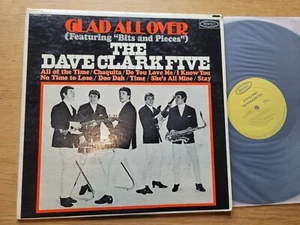 GLAD ALL OVER
(Featuring "Bits and Pieces")
THE
DAVE CLARK FIVE
All of the Time / Chaquita / Do You Love Me / I Know You
No Time to Lose / Doo Dah / Time / She's All Mine / Stay